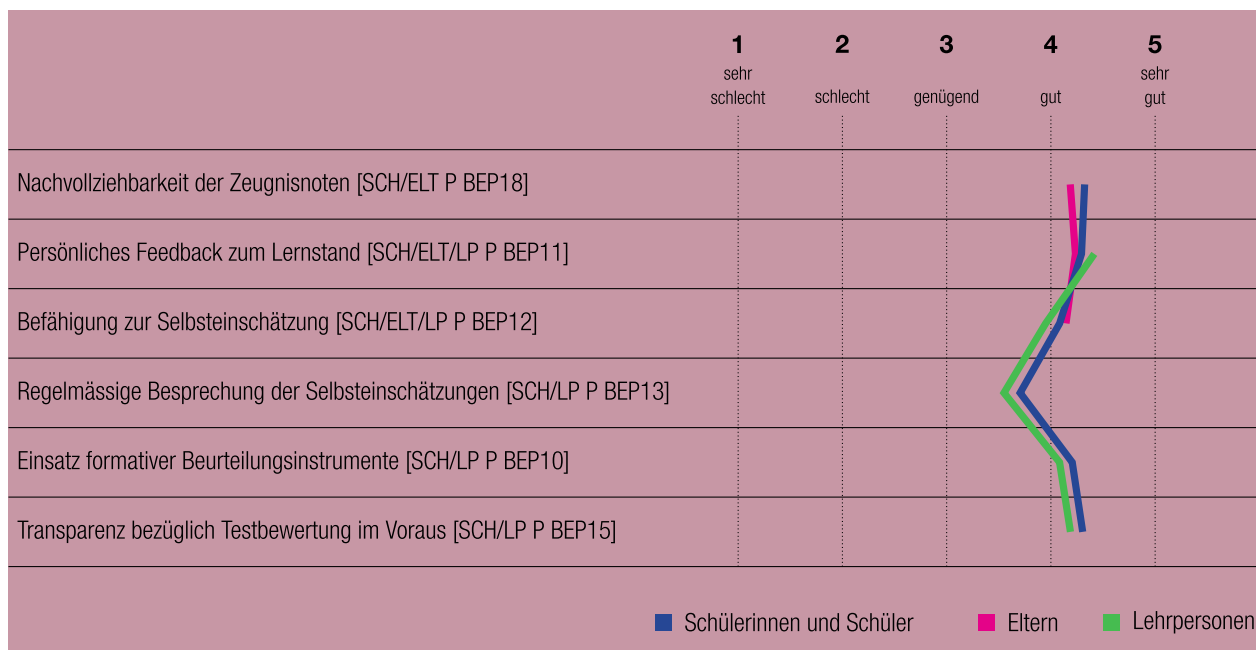 1 2 3 4 5
sehr sehr
schlecht schlecht genügend gut gut
Nachvollziehbarkeit der Zeugnisnoten [SCH/ELT P BEP18]
Persönliches Feedback zum Lernstand [SCH/ELT/LP P BEP11]
Befähigung zur Selbsteinschätzung [SCH/ELT/LP P BEP12]
Regelmässige Besprechung der Selbsteinschätzungen [SCH/LP P BEP13]
Einsatz formativer Beurteilungsinstrumente [SCH/LP P BEP10]
Transparenz bezüglich Testbewertung im Voraus [SCH/LP P BEP15]
Schülerinnen und Schüler Eltern Lehrpersonen